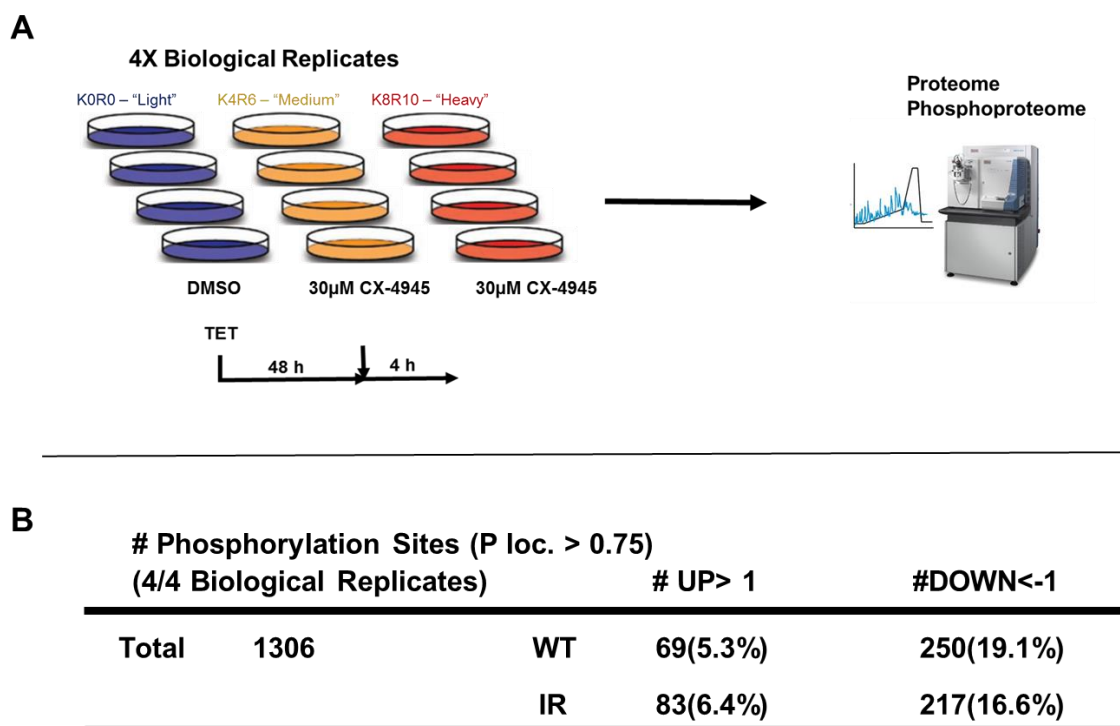 A
4X Biological Replicates
K0R0 – “Light” K4R6 – “Medium” K8R10 – “Heavy”
Proteome
Phosphoproteome
DMSO 30µM CX-4945 30µM CX-4945
TET
48 h 4 h
B
# Phosphorylation Sites (P loc. > 0.75)
(4/4 Biological Replicates) # UP> 1 #DOWN<-1
Total 1306 WT 69(5.3%) 250(19.1%)
IR 83(6.4%) 217(16.6%)